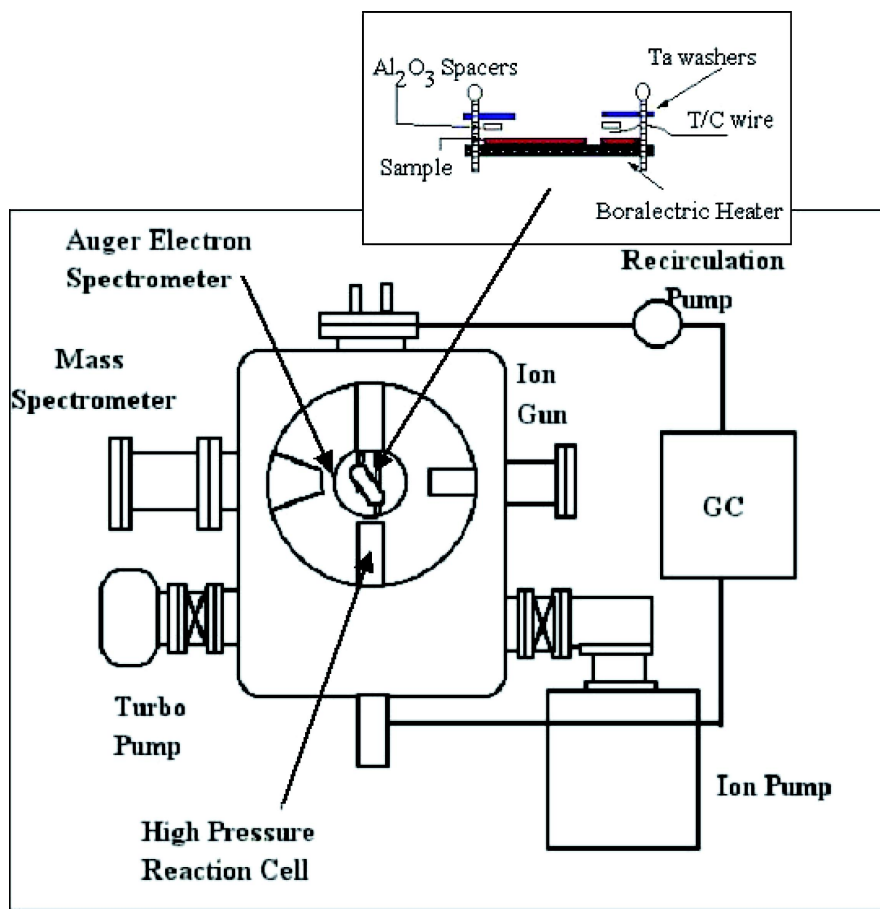 Al2O3 Spacers
Ta washers
T/C wire
Sample
Boralectric Heater
Auger Electron
Spectrometer
Recirculation
Pump
Mass
Spectrometer
Ion
Gun
GC
Turbo
Pump
Ion Pump
High Pressure
Reaction Cell